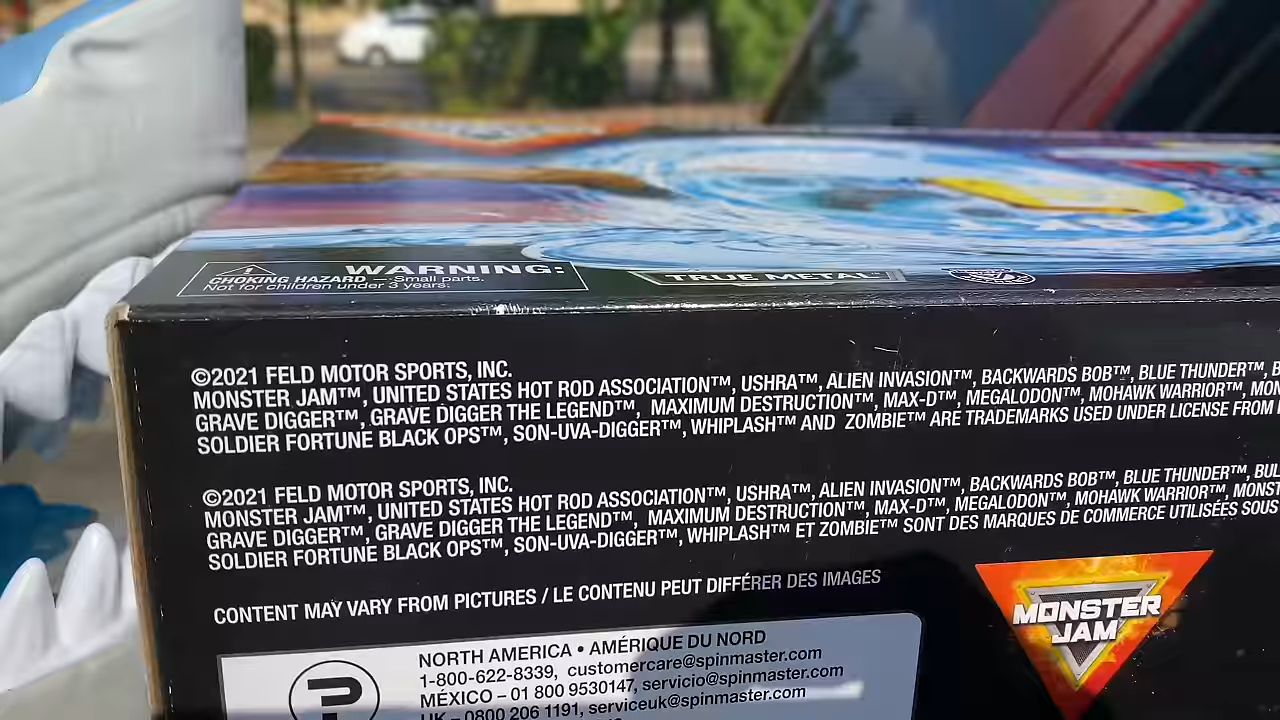 WARNING:
CHOKING HAZARD – Small parts.
Not for children under 3 years.
TRUE METAL
©2021 FELD MOTOR SPORTS, INC.
MONSTER JAM™, UNITED STATES HOT ROD ASSOCIATION™, USHRA™, ALIEN INVASION™, BACKWARDS BOB™, BLUE THUNDER™, B
GRAVE DIGGER™, GRAVE DIGGER THE LEGEND™, MAXIMUM DESTRUCTION™, MAX-D™, MEGALODON™, MOHAWK WARRIOR™, MON
SOLDIER FORTUNE BLACK OPS™, SON-UVA-DIGGER™, WHIPLASH™ AND ZOMBIE™ ARE TRADEMARKS USED UNDER LICENSE FROM
©2021 FELD MOTOR SPORTS, INC.
MONSTER JAM™, UNITED STATES HOT ROD ASSOCIATION™, USHRA™, ALIEN INVASION™, BACKWARDS BOB™, BLUE THUNDER™, BUL
GRAVE DIGGER™, GRAVE DIGGER THE LEGEND™, MAXIMUM DESTRUCTION™, MAX-D™, MEGALODON™, MOHAWK WARRIOR™, MONST
SOLDIER FORTUNE BLACK OPS™, SON-UVA-DIGGER™, WHIPLASH™ ET ZOMBIE™ SONT DES MARQUES DE COMMERCE UTILISÉES SOUS
CONTENT MAY VARY FROM PICTURES / LE CONTENU PEUT DIFFÉRER DES IMAGES
MONSTER
JAM
NORTH AMERICA • AMÉRIQUE DU NORD
1-800-622-8339, customercare@spinmaster.com
MÉXICO – 01 800 9530147, servicio@spinmaster.com
UK – 0800 206 1191, serviceuk@spinmaster.com